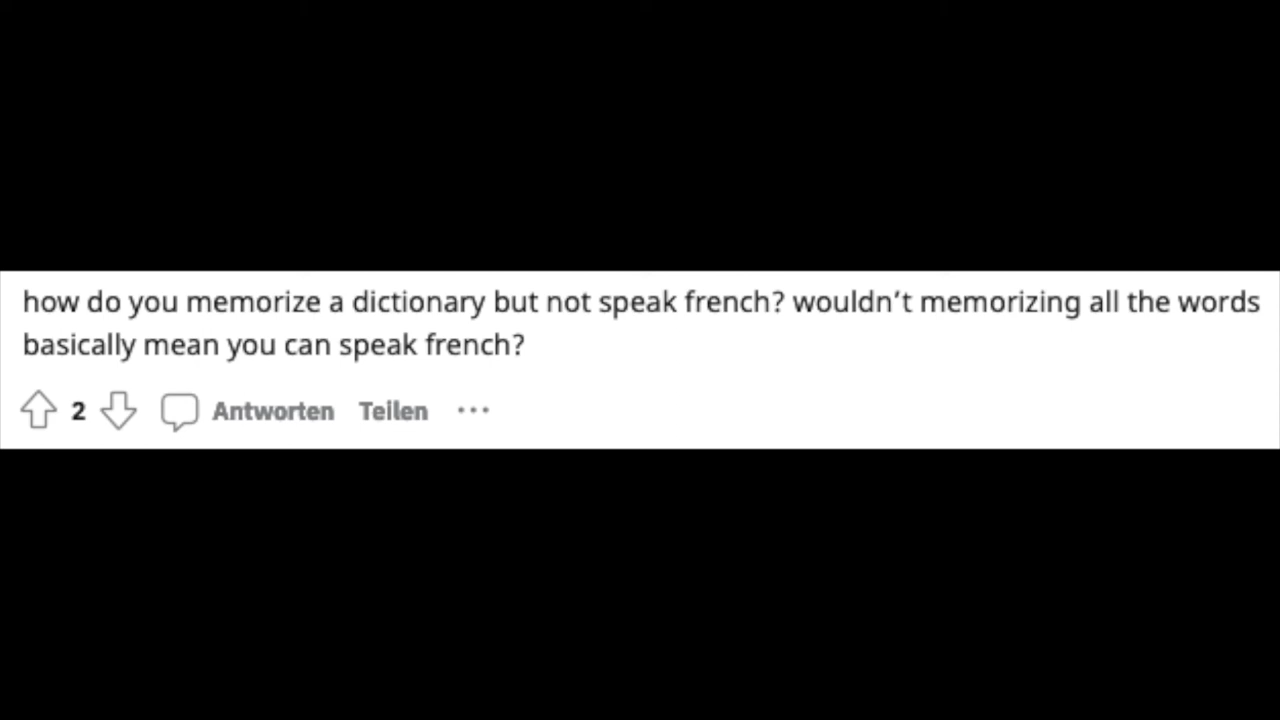 how do you memorize a dictionary but not speak french? wouldn’t memorizing all the words
basically mean you can speak french?
2 Antworten Teilen ...